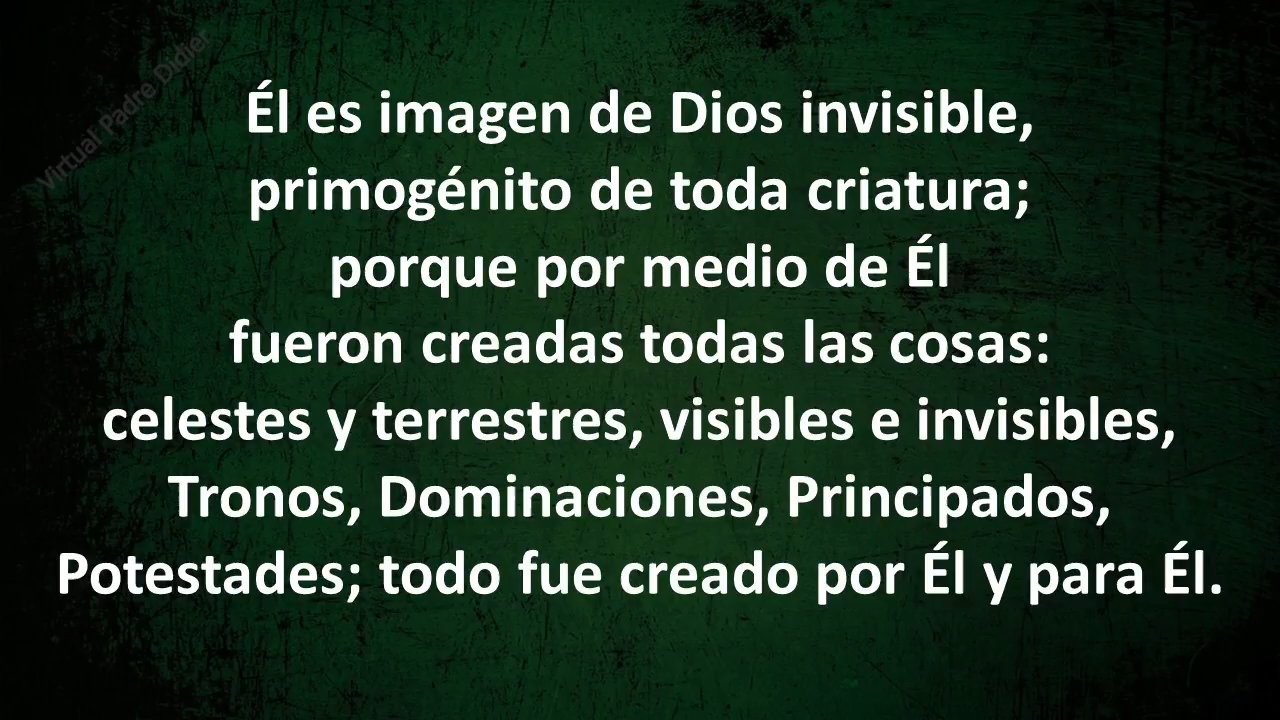 Virtual Padre Didier
Él es imagen de Dios invisible,
primogénito de toda criatura;
porque por medio de Él
fueron creadas todas las cosas:
celestes y terrestres, visibles e invisibles,
Tronos, Dominaciones, Principados,
Potestades; todo fue creado por Él y para Él.